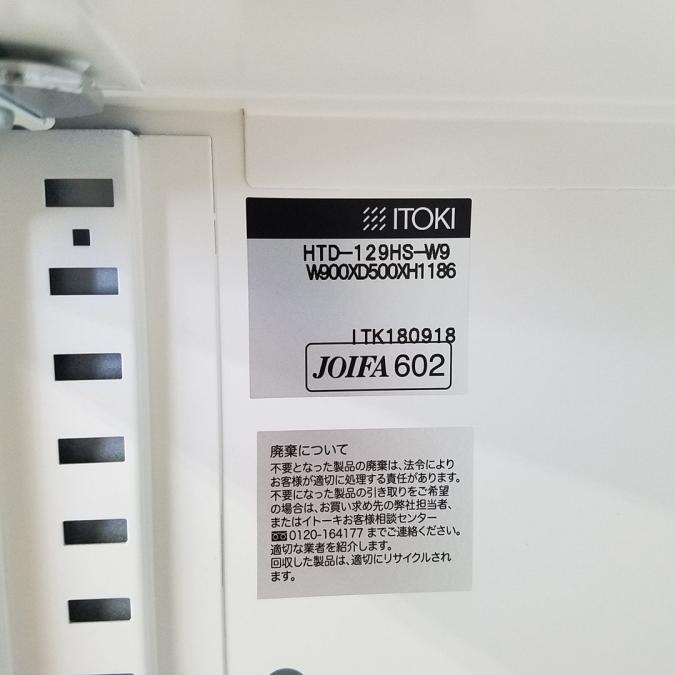 ITOKI
HTD-129HS-W9
W900XD500XH1186
ITK180918
JOIFA 602
廃棄について
不要となった製品の廃棄は、法令により
お客様が適切に処理する責任があります。
不要になった製品の引き取りをご希望
の場合は、お買い求め先の弊社担当者、
またはイトーキお客様相談センター
0120-164177 までご連絡ください。
適切な業者を紹介します。
回収した製品は、適切にリサイクルされ
ます。